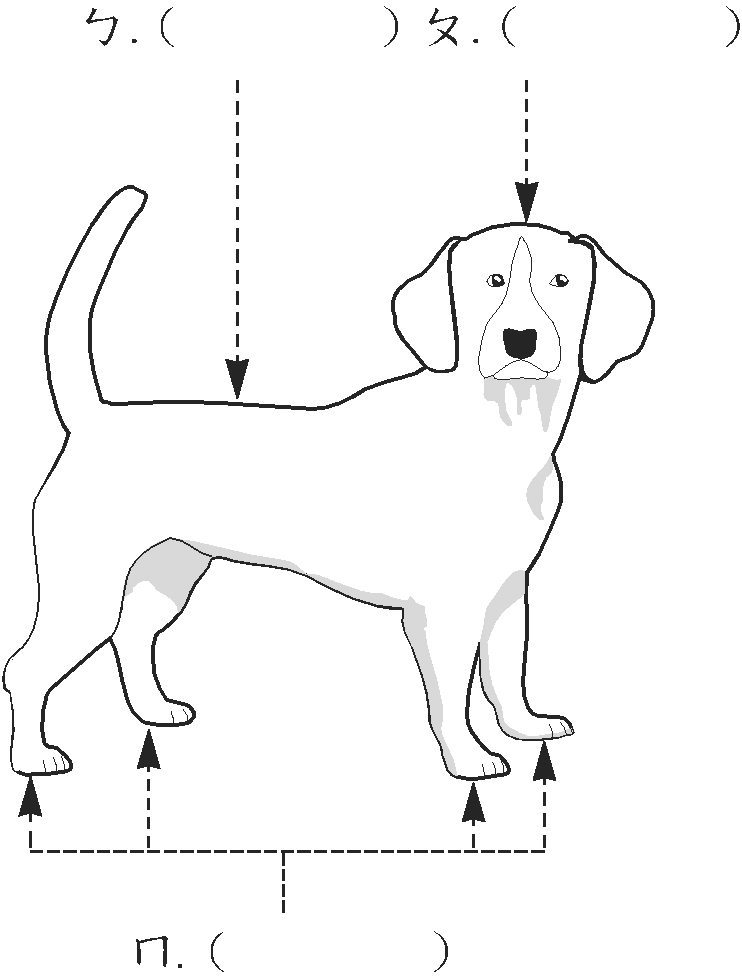 ㄅ. (　　　) ㄆ. (　　　)
ㄇ. (　　　)